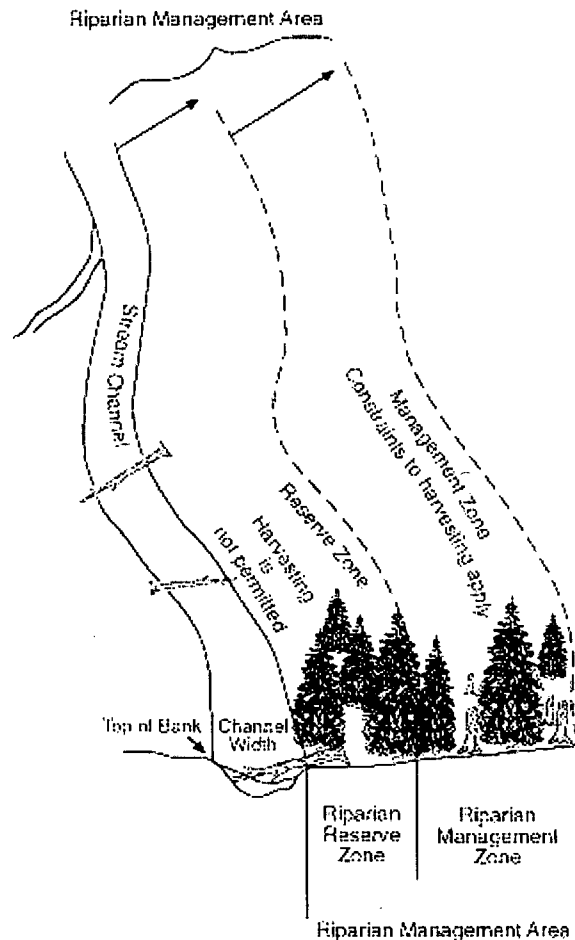 Riparian Management Area
Stream Channel
Management Zone
Constraints to harvesting apply
Reserve Zone
Harvesting
is
not permitted
Top of Bank
Channel
Width
Riparian
Reserve
Zone
Riparian
Management
Zone
Riparian Management Area